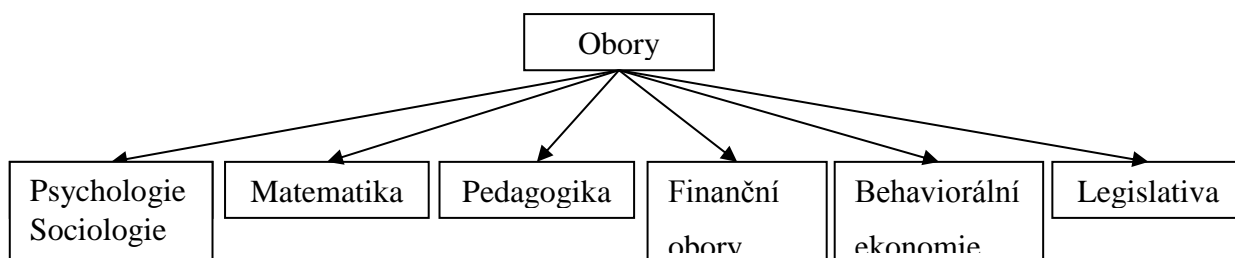 Obory
Psychologie
Sociologie
Matematika
Pedagogika
Finanční
obory
Behaviorální
ekonomie
Legislativa